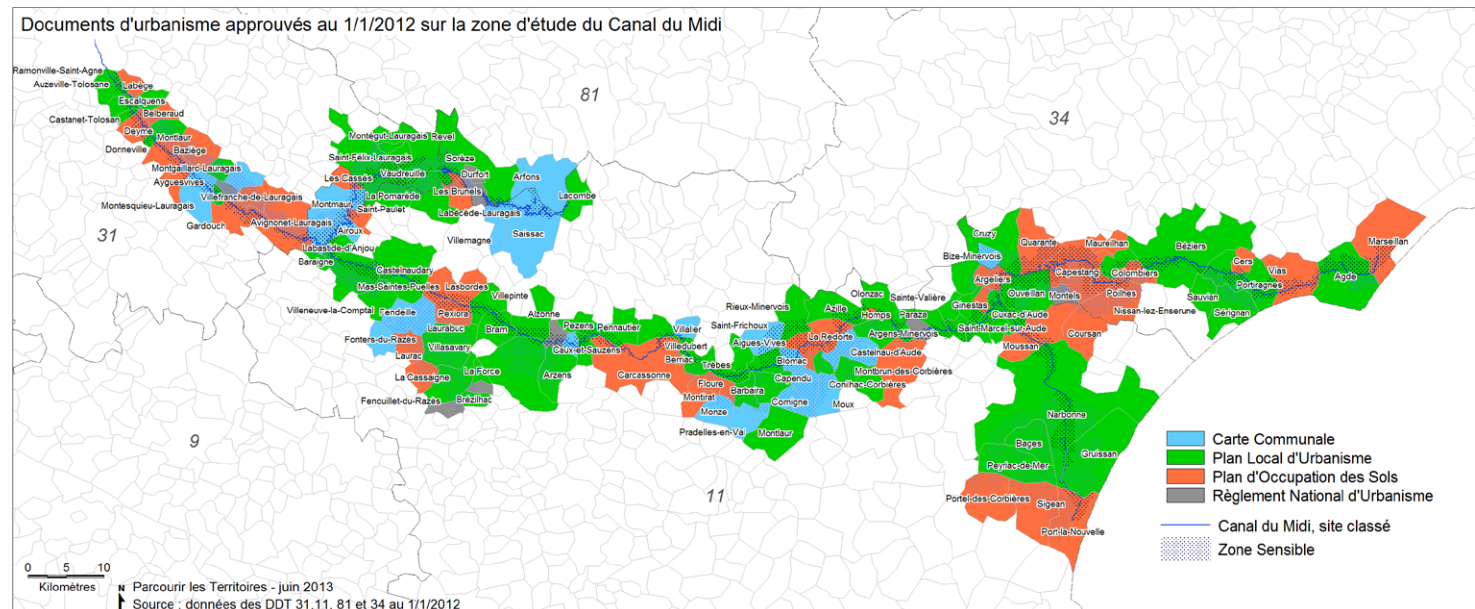 Documents d'urbanisme approuvés au 1/1/2012 sur la zone d'étude du Canal du Midi
81
34
31
9
11
Ramonville-Saint-Agne
Auzeville-Tolosane
Labège
Escalquens
Belberaud
Castanet-Tolosan
Deyme
Montlaur
Donneville
Baziège
Montgaillard-Lauragais
Ayguesvives
Villefranche-de-Lauragais
Montesquieu-Lauragais
Gardouch
Avignonet-Lauragais
Montégut-Lauragais
Revel
Saint-Félix-Lauragais
Sorèze
Vaudreuille
Durfort
Arfons
Les Cassés
Les Brunels
Lacombe
La Pomarède
Montmaur
Saint-Paulet
Labécède-Lauragais
Airoux
Saissac
Villemagne
Labastide-d'Anjou
Baraigne
Castelnaudary
Mas-Saintes-Puelles
Lasbordes
Villepinte
Villeneuve-la-Comptal
Fendeille
Pexiora
Alzonne
Laurabuc
Bram
Pezens
Pennautier
Villalier
Fonters-du-Razès
Villasavary
Caux-et-Sauzens
Villedubert
Laurac
Berriac
La Force
La Cassaigne
Arzens
Carcassonne
Trèbes
Fenouillet-du-Razès
Brézilhac
Floure
Barbaira
Montirat
Monze
Capendu
Comigne
Moux
Pradelles-en-Val
Montlaur
Rieux-Minervois
Saint-Frichoux
Aigues-Vives
Blomac
Azille
Olonzac
Homps
La Redorte
Castelnau-d'Aude
Montbrun-des-Corbières
Conilhac-Corbières
Sainte-Valière
Paraza
Argens-Minervois
Cruzy
Bize-Minervois
Argeliers
Ginestas
Quarante
Maureilhan
Capestang
Colombiers
Ouveillan
Montels
Poilhes
Cuxac-d'Aude
Nissan-lez-Enserune
Saint-Marcel-sur-Aude
Moussan
Coursan
Béziers
Cers
Vias
Marseillan
Agde
Portiragnes
Sauvian
Sérignan
Narbonne
Bages
Gruissan
Peyriac-de-Mer
Portel-des-Corbières
Sigean
Port-la-Nouvelle
Carte Communale
Plan Local d'Urbanisme
Plan d'Occupation des Sols
Règlement National d'Urbanisme
Canal du Midi, site classé
Zone Sensible
0 5 10
Kilomètres
N
Parcourir les Territoires - juin 2013
Source : données des DDT 31,11, 81 et 34 au 1/1/2012